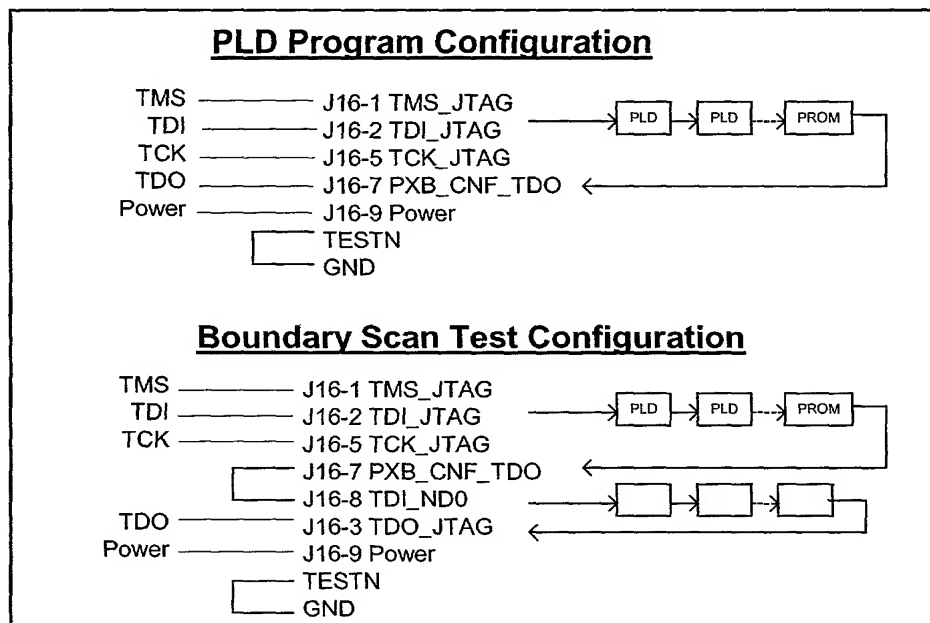 PLD Program Configuration
TMS J16-1 TMS_JTAG
TDI J16-2 TDI_JTAG PLD PLD PROM
TCK J16-5 TCK_JTAG
TDO J16-7 PXB_CNF_TDO
Power J16-9 Power
TESTN
GND
Boundary Scan Test Configuration
TMS J16-1 TMS_JTAG
TDI J16-2 TDI_JTAG PLD PLD PROM
TCK J16-5 TCK_JTAG
J16-7 PXB_CNF_TDO
J16-8 TDI_ND0
TDO J16-3 TDO_JTAG
Power J16-9 Power
TESTN
GND